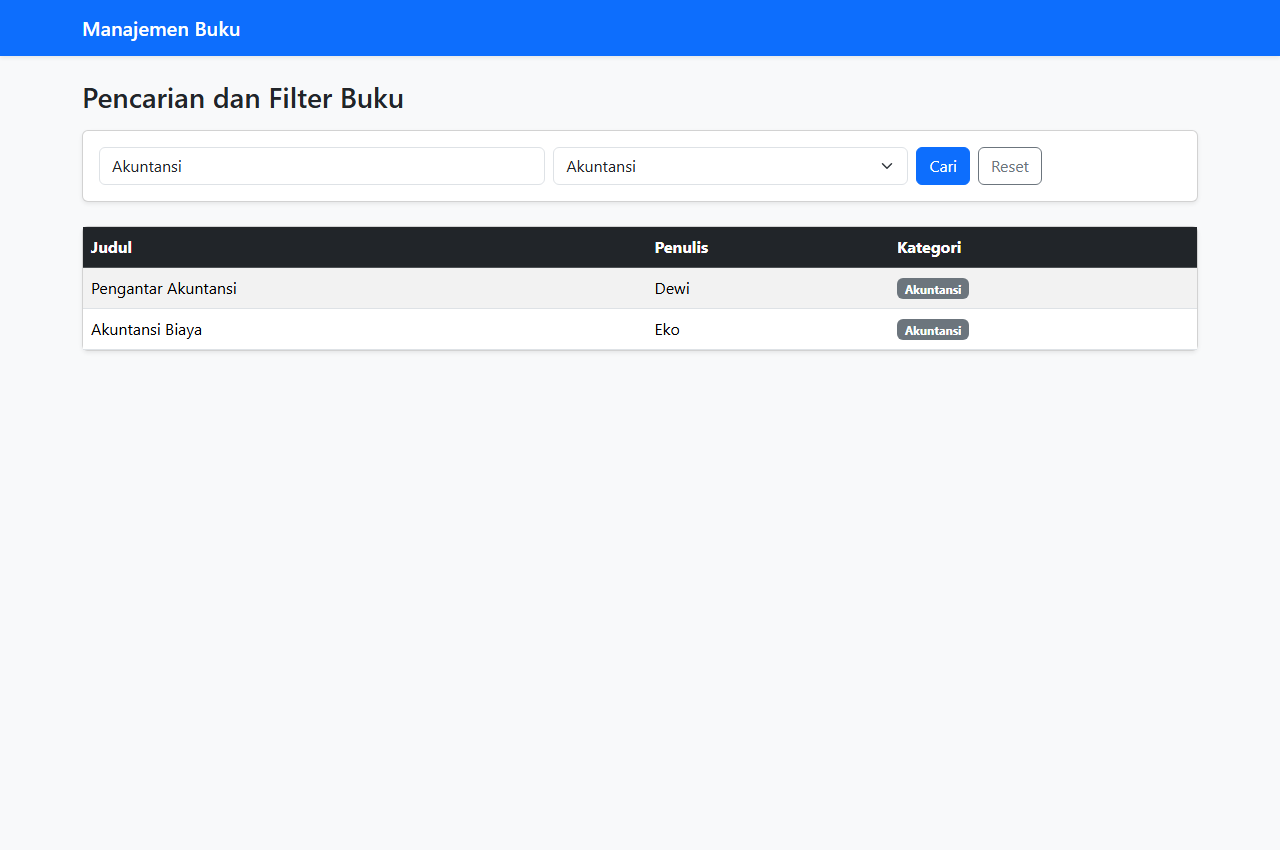 Manajemen Buku
Pencarian dan Filter Buku
Akuntansi Akuntansi Cari Reset
Judul Penulis Kategori
Pengantar Akuntansi Dewi Akuntansi
Akuntansi Biaya Eko Akuntansi